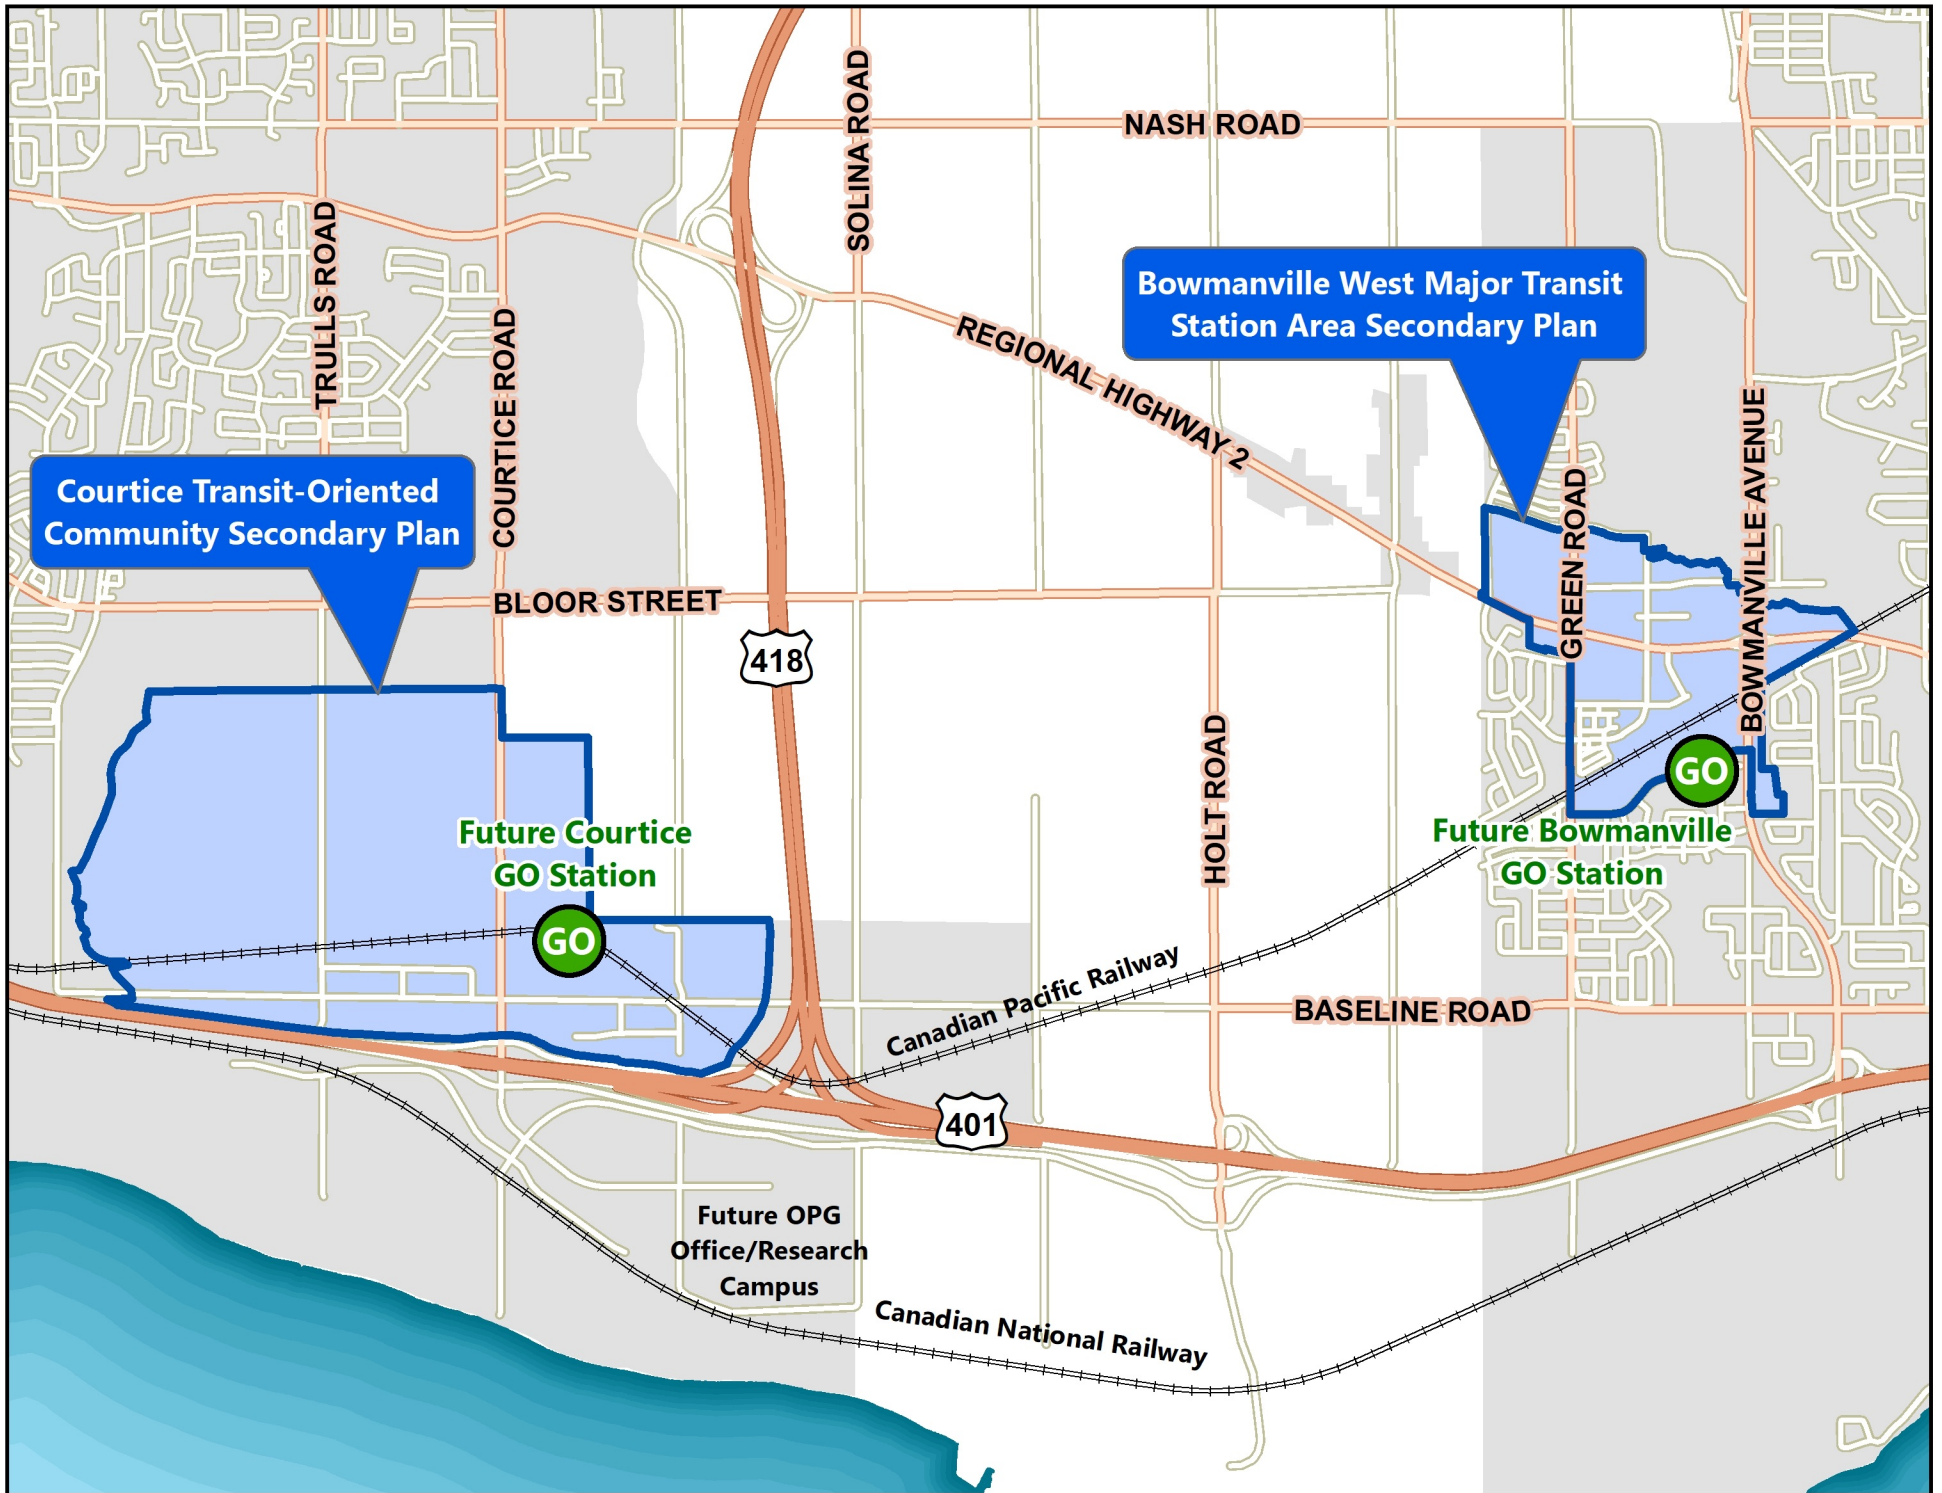 NASH ROAD
SOLINA ROAD
TRULLS ROAD
COURTICE ROAD
Bowmanville West Major Transit
Station Area Secondary Plan
REGIONAL HIGHWAY 2
Courtice Transit-Oriented
Community Secondary Plan
GREEN ROAD
BOWMANVILLE AVENUE
BLOOR STREET
418
HOLT ROAD
GO
Future Bowmanville
GO Station
Future Courtice
GO Station
GO
Canadian Pacific Railway
BASELINE ROAD
401
Future OPG
Office/Research
Campus
Canadian National Railway